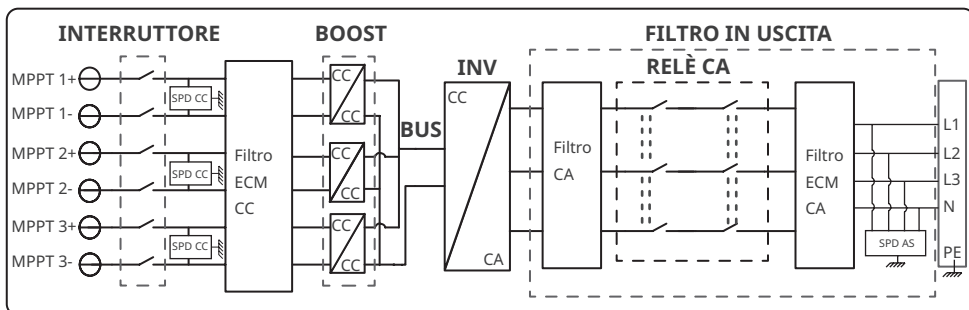 INTERRUTTORE
BOOST
FILTRO IN USCITA
MPPT 1+
MPPT 1-
MPPT 2+
MPPT 2-
MPPT 3+
MPPT 3-
SPD CC
SPD CC
SPD CC
Filtro
ECM
CC
CC
CC
CC
CC
CC
CC
BUS
INV
CC
CA
Filtro
CA
RELÈ CA
Filtro
ECM
CA
SPD AS
L1
L2
L3
N
PE